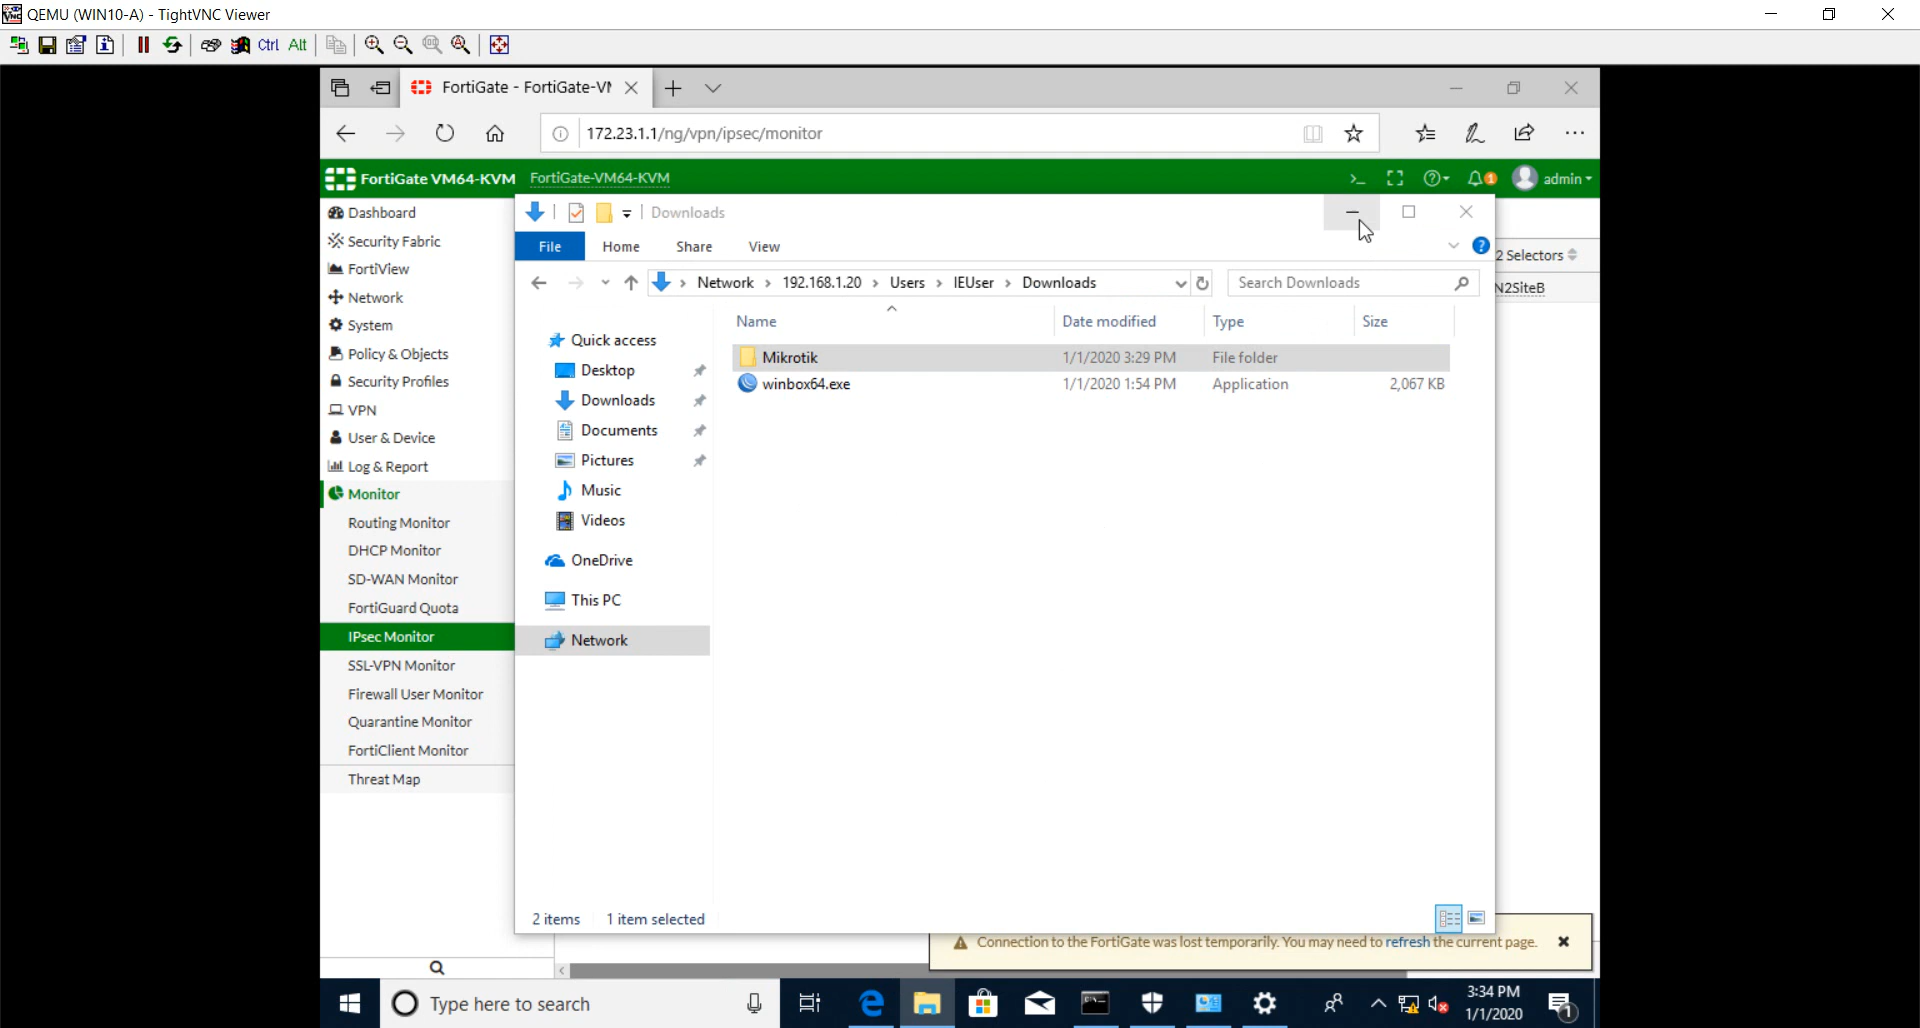 QEMU (WIN10-A) - TightVNC Viewer
Ctrl Alt
FortiGate - FortiGate-VM
172.23.1.1/ng/vpn/ipsec/monitor
FortiGate VM64-KVM FortiGate-VM64-KVM
1 admin
Dashboard
Security Fabric
FortiView
Network
System
Policy & Objects
Security Profiles
VPN
User & Device
Log & Report
Monitor
Routing Monitor
DHCP Monitor
SD-WAN Monitor
FortiGuard Quota
IPsec Monitor
SSL-VPN Monitor
Firewall User Monitor
Quarantine Monitor
FortiClient Monitor
Threat Map
Downloads
File Home Share View
Network > 192.168.1.20 > Users > IEUser > Downloads
Search Downloads
Quick access
Desktop
Downloads
Documents
Pictures
Music
Videos
OneDrive
This PC
Network
Name Date modified Type Size
Mikrotik 1/1/2020 3:29 PM File folder
winbox64.exe 1/1/2020 1:54 PM Application 2,067 KB
2 items 1 item selected
2 Selectors
N2SiteB
Connection to the FortiGate was lost temporarily. You may need to refresh the current page.
Type here to search
3:34 PM
1/1/2020
1